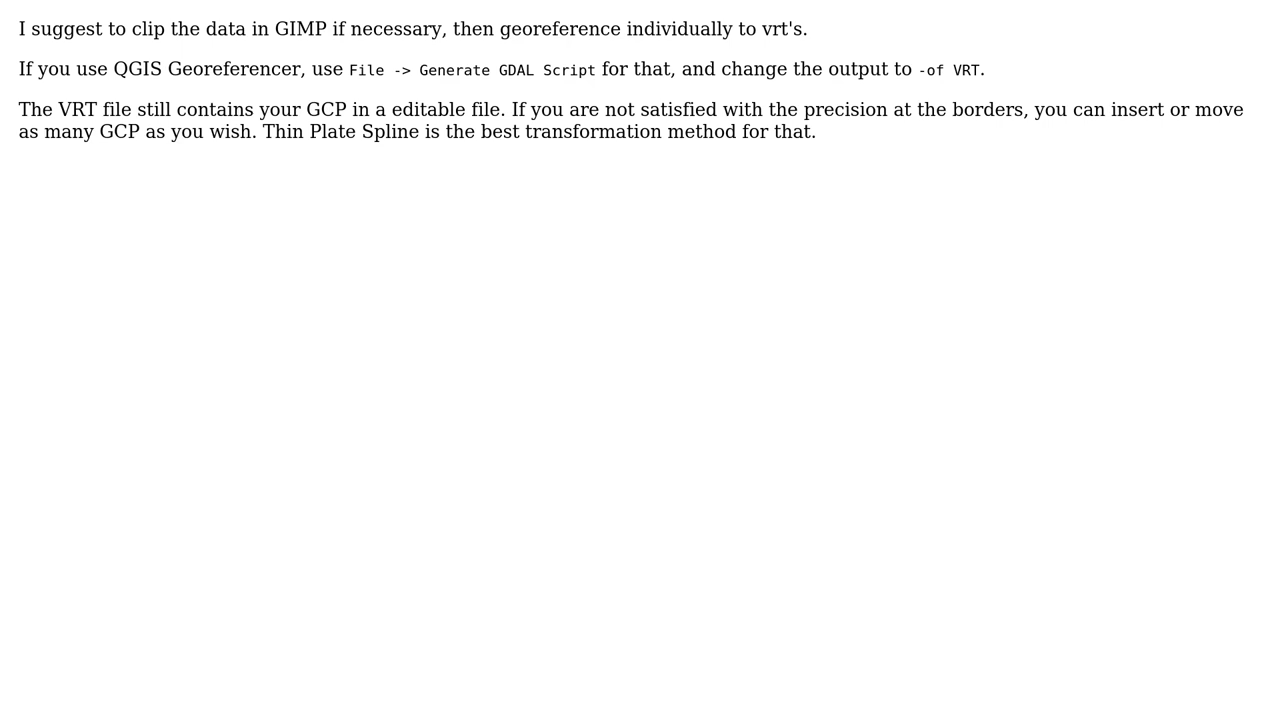 I suggest to clip the data in GIMP if necessary, then georeference individually to vrt's.
If you use QGIS Georeferencer, use File -> Generate GDAL Script for that, and change the output to -of VRT.
The VRT file still contains your GCP in a editable file. If you are not satisfied with the precision at the borders, you can insert or move
as many GCP as you wish. Thin Plate Spline is the best transformation method for that.